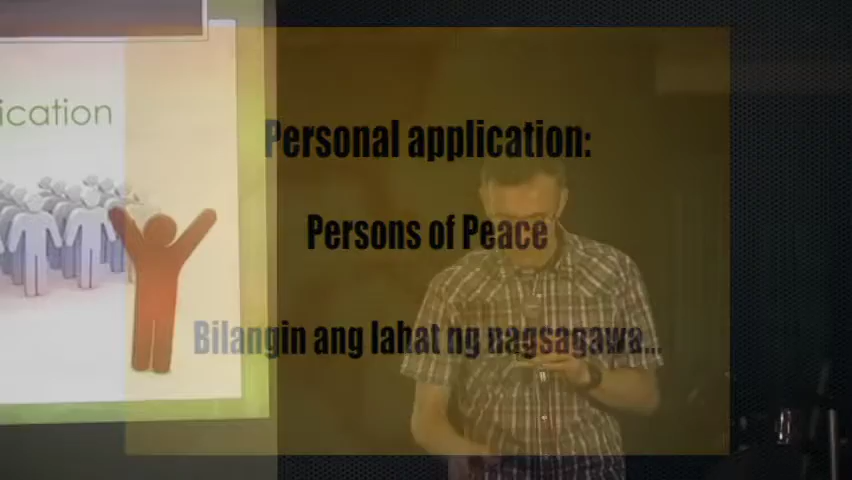 ication
Personal application:
Persons of Peace
Bilangin ang lahat ng nagsagawa...